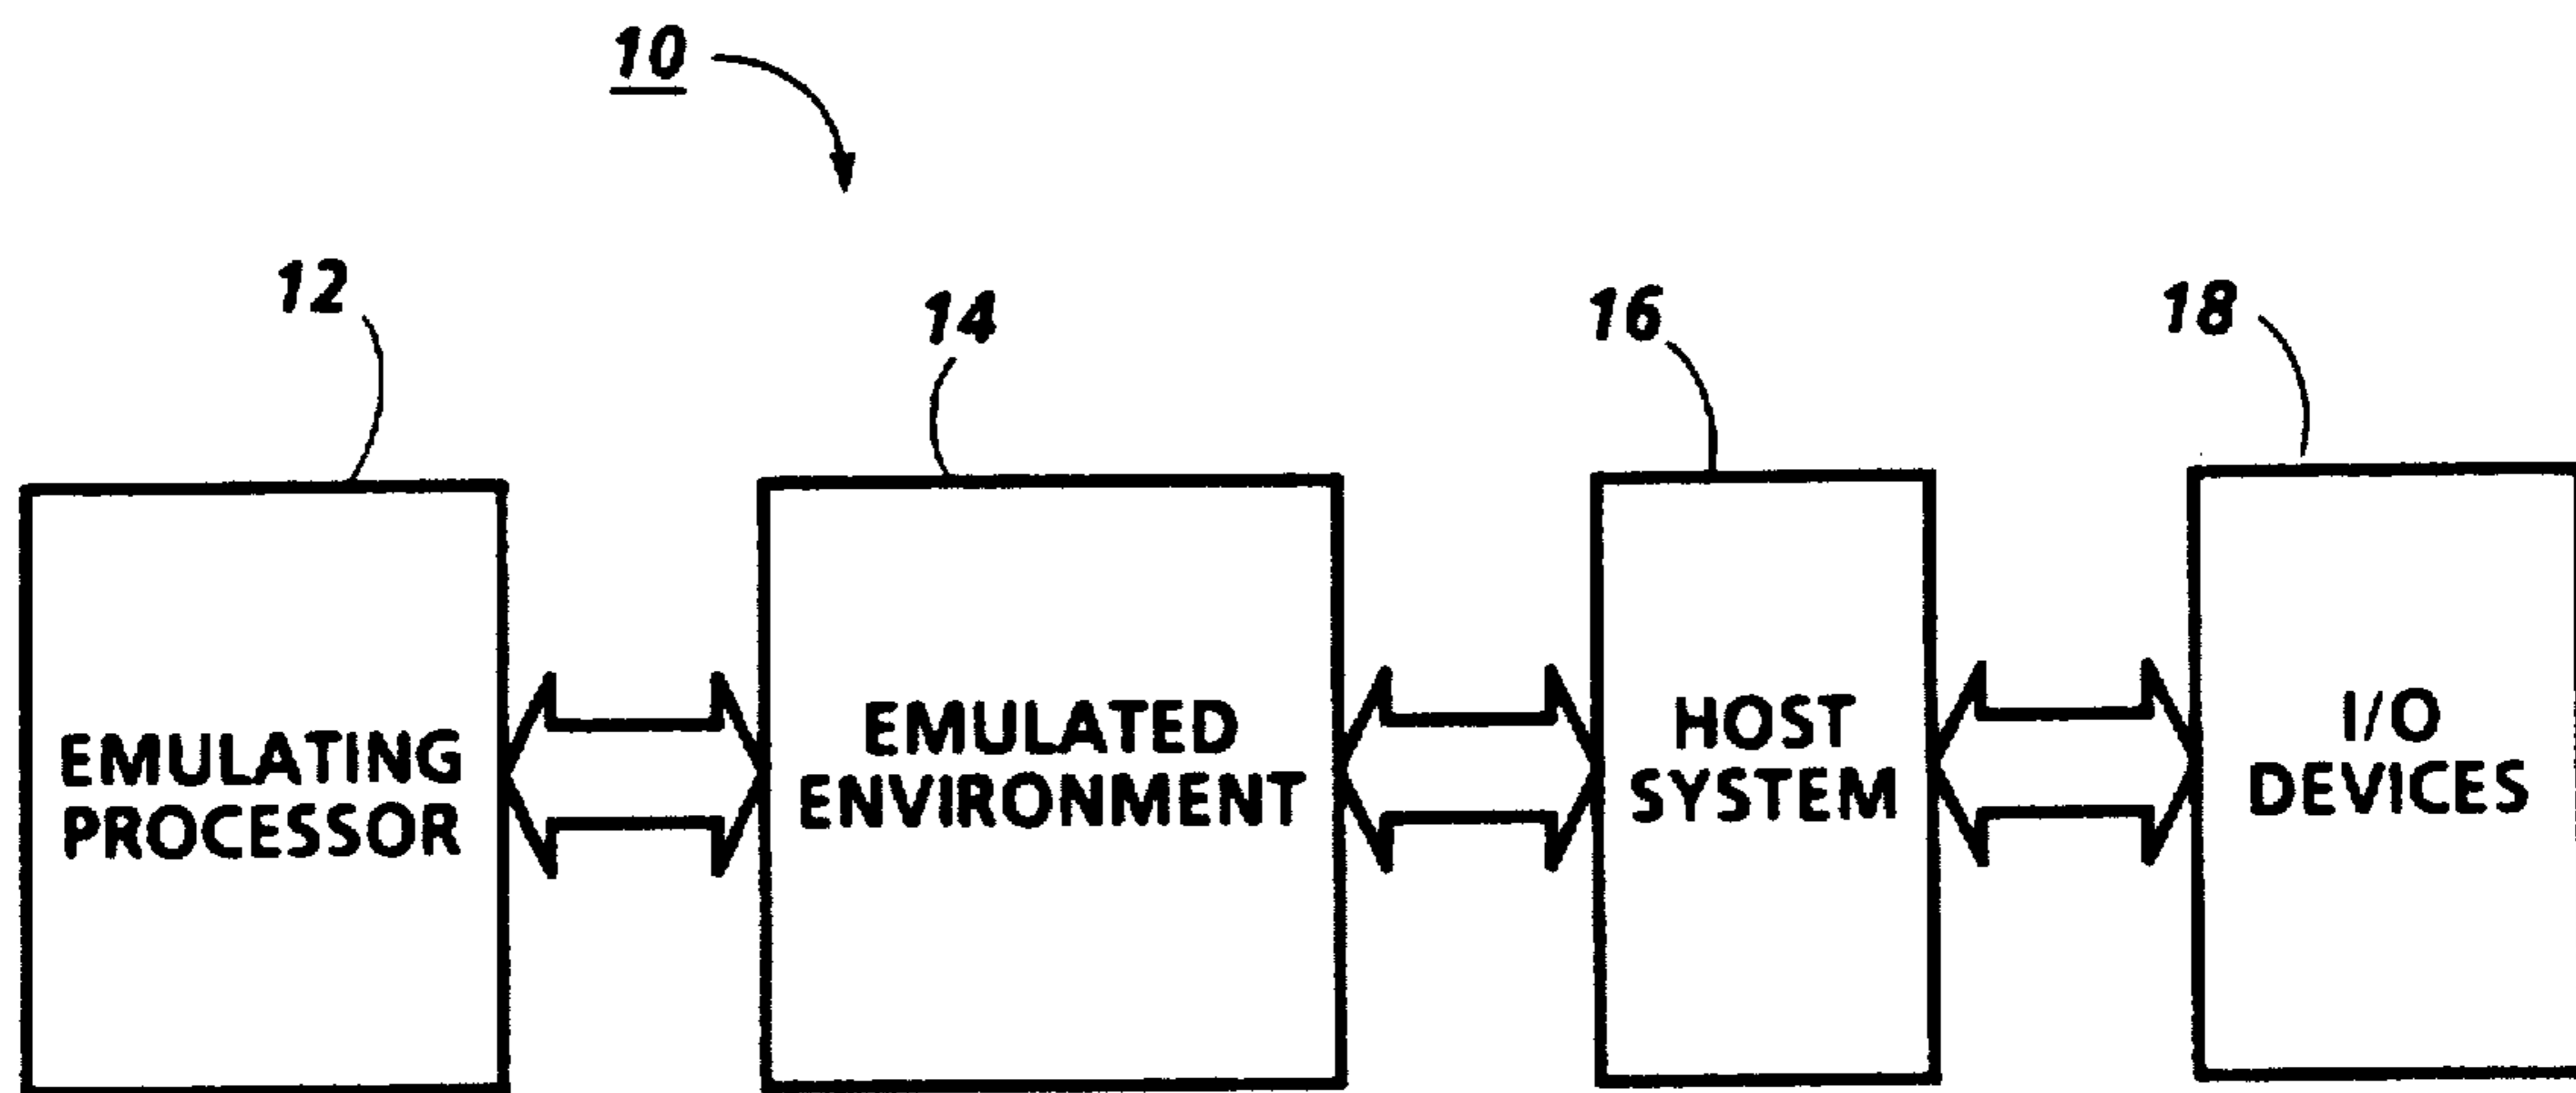 10
12
14
16
18
EMULATING
PROCESSOR
EMULATED
ENVIRONMENT
HOST
SYSTEM
I/O
DEVICES